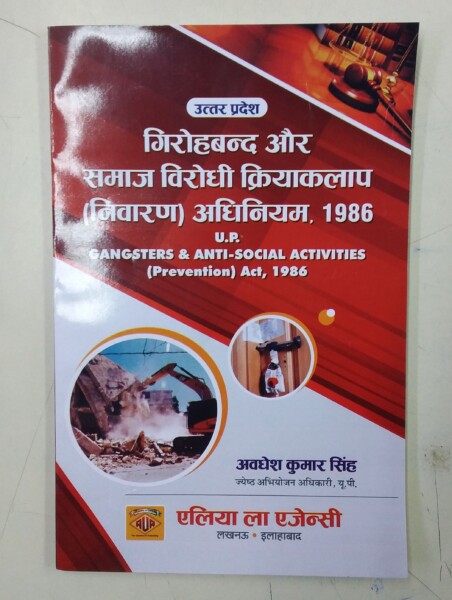 उत्तर प्रदेश
गिरोहबन्द और
समाज विरोधी क्रियाकलाप
(निवारण) अधिनियम, 1986
U.P.
GANGSTERS & ANTI-SOCIAL ACTIVITIES
(Prevention) Act, 1986
अवधेश कुमार सिंह
ज्येष्ठ अभियोजन अधिकारी, यू.पी.
एलिया ला एजेन्सी
लखनऊ • इलाहाबाद